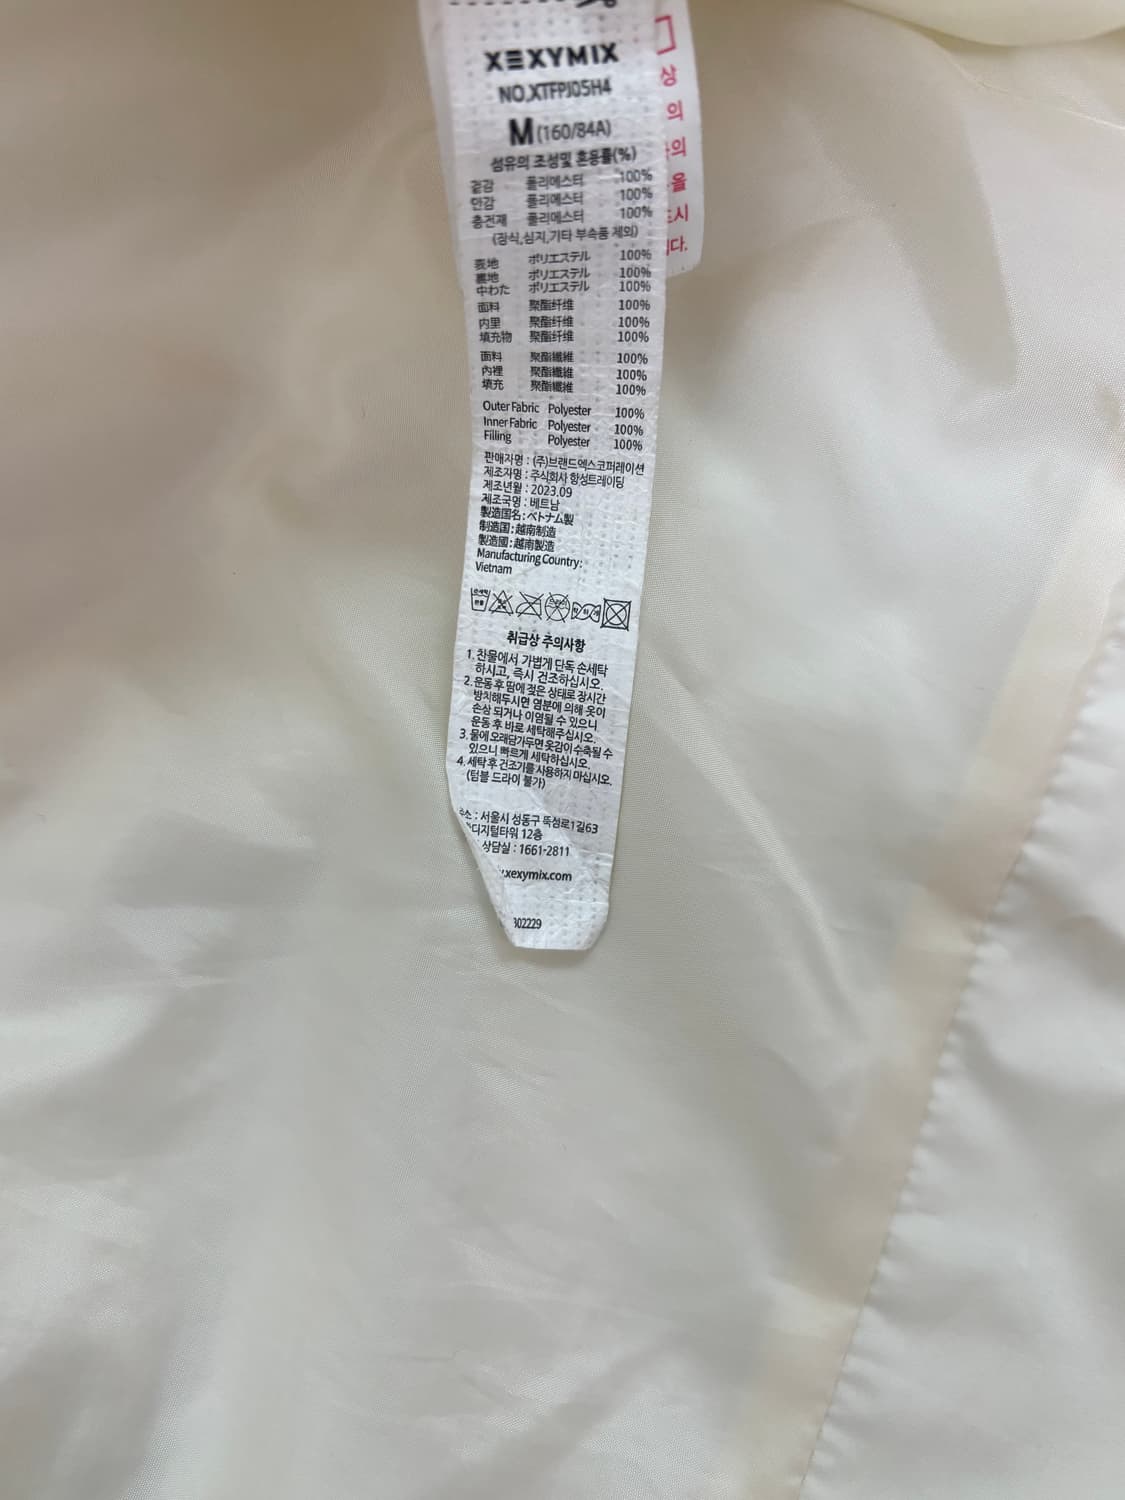 XEXYMIX
NO.XTFPJ05H4
M (160/84A)
섬유의 조성및 혼용률(%)
겉감 폴리에스터 100%
안감 폴리에스터 100%
충전재 폴리에스터 100%
(장식,심지,기타 부속품 제외)
表地 ポリエステル 100%
裏地 ポリエステル 100%
中わた ポリエステル 100%
面料 聚酯纤维 100%
内里 聚酯纤维 100%
填充物 聚酯纤维 100%
面料 聚酯纖維 100%
內裡 聚酯纖維 100%
填充 聚酯纖維 100%
Outer Fabric Polyester 100%
Inner Fabric Polyester 100%
Filling Polyester 100%
판매자명 : (주)브랜드엑스코퍼레이션
제조자명 : 주식회사 항성트레이딩
제조년월 : 2023.09
제조국명 : 베트남
製造国名 : ベトナム製
制造国 : 越南制造
製造國 : 越南製造
Manufacturing Country:
Vietnam
취급상 주의사항
1. 찬물에서 가볍게 단독 손세탁
하시고, 즉시 건조하십시오.
2. 운동 후 땀에 젖은 상태로 장시간
방치해두시면 염분에 의해 옷이
손상 되거나 이염될 수 있으니
운동 후 바로 세탁해주십시오.
3. 물에 오래담가두면 옷감이 수축될 수
있으니 빠르게 세탁하십시오.
4. 세탁 후 건조기를 사용하지 마십시오.
(텀블 드라이 불가)
소 : 서울시 성동구 뚝섬로1길63
디지털타워 12층
상담실 : 1661-2811
.xexymix.com
302229
상
의
의
을
시
다.